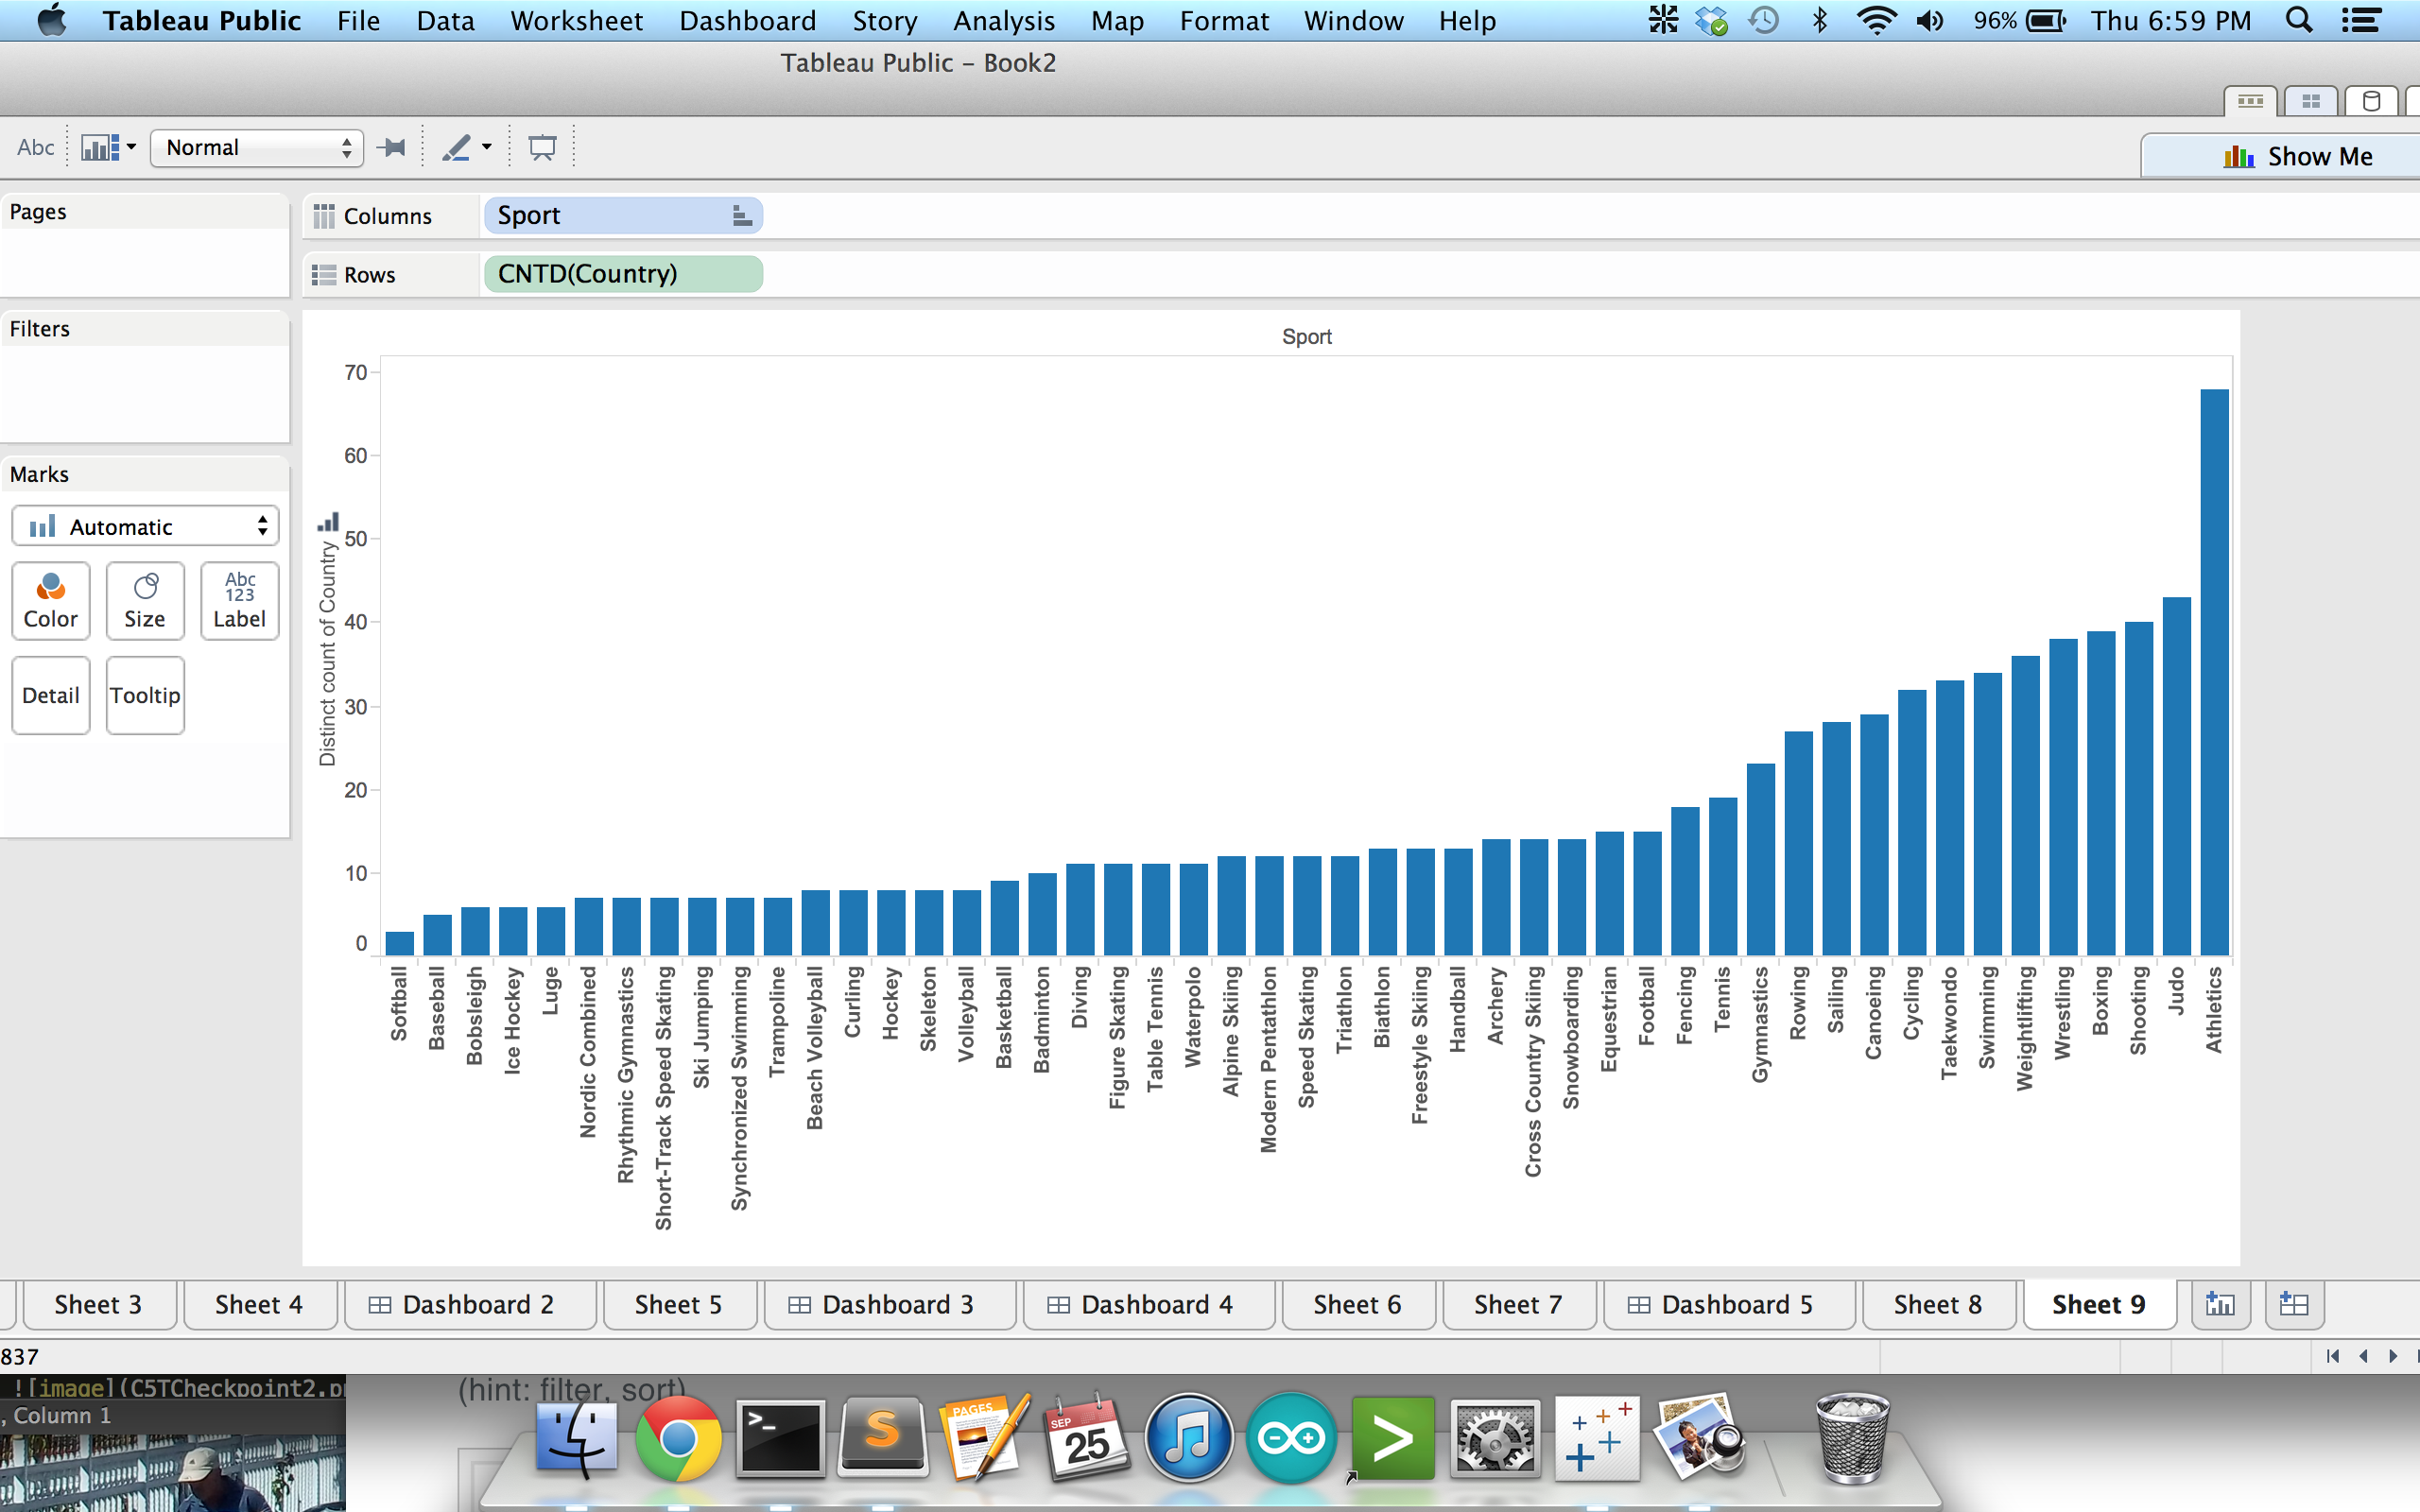 Tableau Public File Data Worksheet Dashboard Story Analysis Map Format Window Help 96% Thu 6:59 PM
Tableau Public – Book2
Abc Normal Show Me
Pages
Columns Sport
Rows CNTD(Country)
Filters
Marks
Automatic
Abc
123
Color Size Label
Detail Tooltip
Sport
Distinct count of Country
70
60
50
40
30
20
10
0
Softball
Baseball
Bobsleigh
Ice Hockey
Luge
Nordic Combined
Rhythmic Gymnastics
Short-Track Speed Skating
Ski Jumping
Synchronized Swimming
Trampoline
Beach Volleyball
Curling
Hockey
Skeleton
Volleyball
Basketball
Badminton
Diving
Figure Skating
Table Tennis
Waterpolo
Alpine Skiing
Modern Pentathlon
Speed Skating
Triathlon
Biathlon
Freestyle Skiing
Handball
Archery
Cross Country Skiing
Snowboarding
Equestrian
Football
Fencing
Tennis
Gymnastics
Rowing
Sailing
Canoeing
Cycling
Taekwondo
Swimming
Weightlifting
Wrestling
Boxing
Shooting
Judo
Athletics
Sheet 3 Sheet 4 Dashboard 2 Sheet 5 Dashboard 3 Dashboard 4 Sheet 6 Sheet 7 Dashboard 5 Sheet 8 Sheet 9
837
![image](C5TCheckpoint2.p
(hint: filter, sort)
, Column 1
>_
S
PAGES
SEP
25